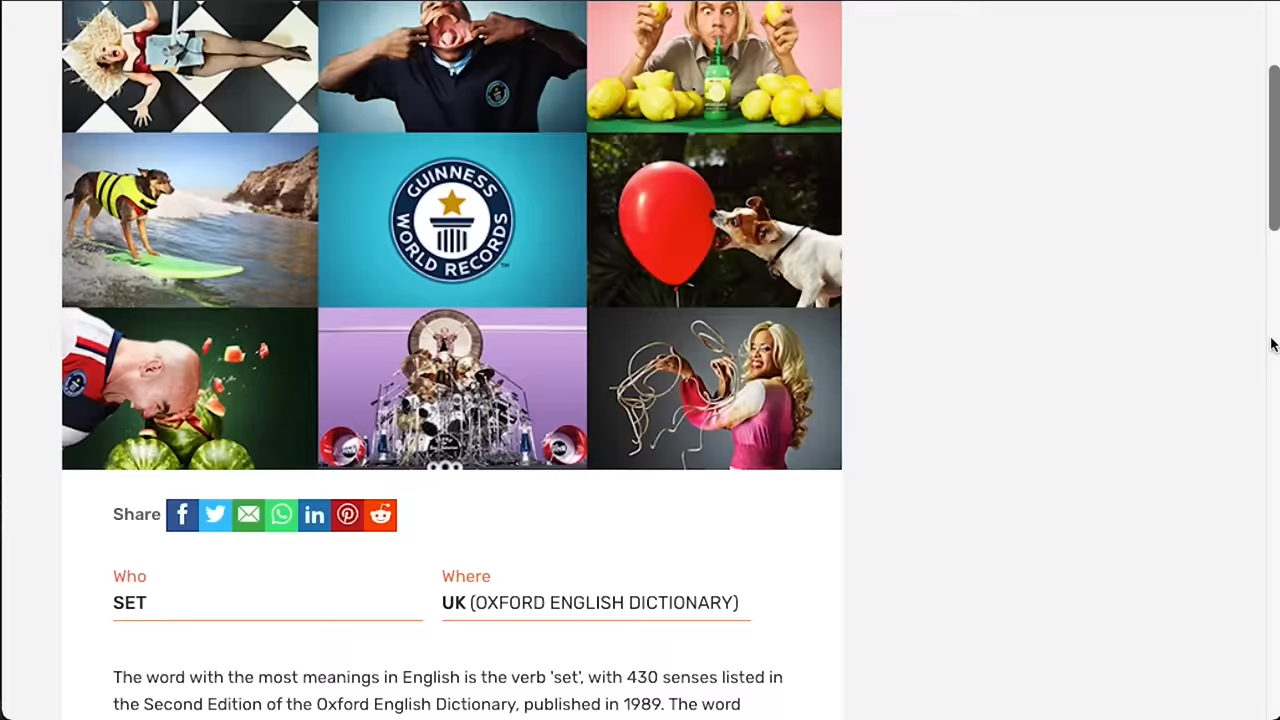 GUINNESS
WORLD RECORDS
Share
Who
Where
SET
UK (OXFORD ENGLISH DICTIONARY)
The word with the most meanings in English is the verb 'set', with 430 senses listed in
the Second Edition of the Oxford English Dictionary, published in 1989. The word